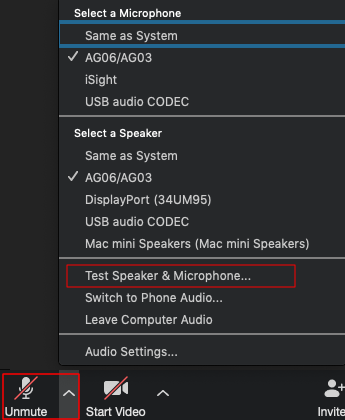 Select a Microphone
Same as System
AG06/AG03
iSight
USB audio CODEC
Select a Speaker
Same as System
AG06/AG03
DisplayPort (34UM95)
USB audio CODEC
Mac mini Speakers (Mac mini Speakers)
Test Speaker & Microphone...
Switch to Phone Audio...
Leave Computer Audio
Audio Settings...
Unmute Start Video Invite